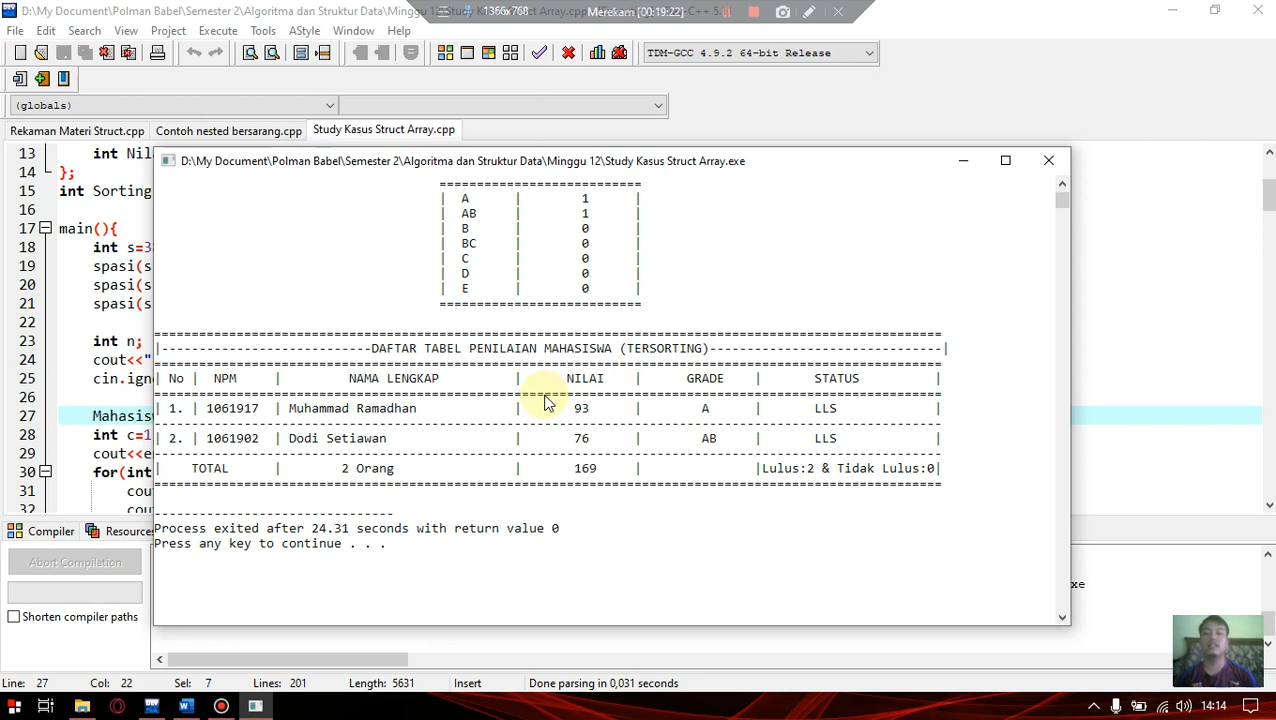 D:\My Document\Polman Babel\Semester 2\Algoritma dan Struktur Data\Minggu 12\Study K
1366x768
Merekam [00:19:22]
File Edit Search View Project Execute Tools AStyle Window Help
TDM-GCC 4.9.2 64-bit Release
(globals)
Rekaman Materi Struct.cpp Contoh nested bersarang.cpp Study Kasus Struct Array.cpp
13 int Nil
14 };
15 int Sorting
16
17 main(){
18 int s=3
19 spasi(s
20 spasi(s
21 spasi(s
22
23 int n;
24 cout<<"
25 cin.ign
26
27 Mahasis
28 int c=1
29 cout<<e
30 for(int
31 cou
32 cou
D:\My Document\Polman Babel\Semester 2\Algoritma dan Struktur Data\Minggu 12\Study Kasus Struct Array.exe
===========================
| A | 1 |
| AB | 1 |
| B | 0 |
| BC | 0 |
| C | 0 |
| D | 0 |
| E | 0 |
===========================
|----------------------------DAFTAR TABEL PENILAIAN MAHASISWA (TERSORTING)-------------------------------|
| No | NPM | NAMA LENGKAP | NILAI | GRADE | STATUS |
| 1. | 1061917 | Muhammad Ramadhan | 93 | A | LLS |
| 2. | 1061902 | Dodi Setiawan | 76 | AB | LLS |
| TOTAL | 2 Orang | 169 | |Lulus:2 & Tidak Lulus:0|
--------------------------------
Process exited after 24.31 seconds with return value 0
Press any key to continue . . .
Compiler Resources
Abort Compilation
Shorten compiler paths
xe
Line: 27 Col: 22 Sel: 7 Lines: 201 Length: 5631 Insert Done parsing in 0,031 seconds
14:14